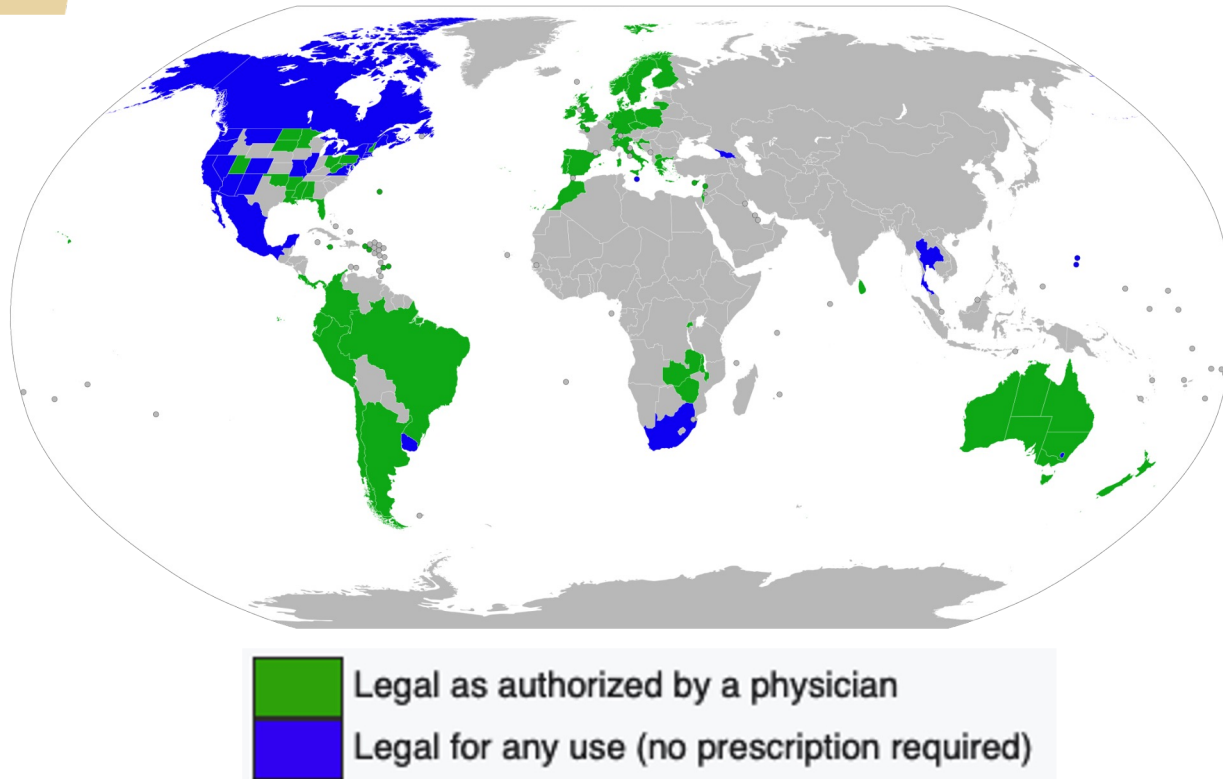 Legal as authorized by a physician
Legal for any use (no prescription required)